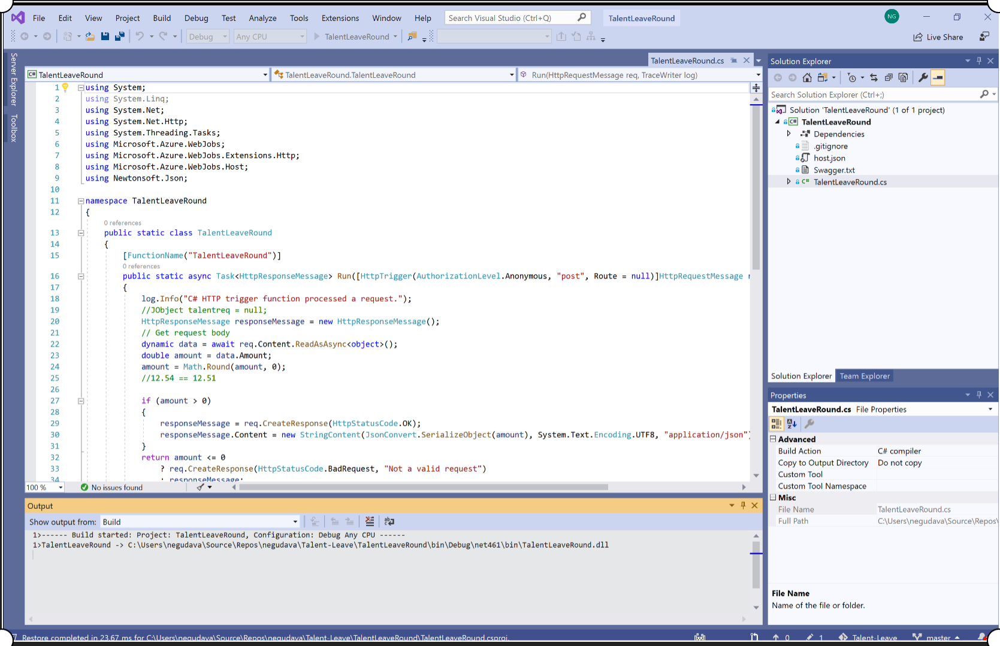 File Edit View Project Build Debug Test Analyze Tools Extensions Window Help Search Visual Studio (Ctrl+Q) TalentLeaveRound NG
Debug Any CPU TalentLeaveRound Live Share
Server Explorer
Toolbox
TalentLeaveRound.cs
TalentLeaveRound TalentLeaveRound.TalentLeaveRound Run(HttpRequestMessage req, TraceWriter log)
1 using System;
2 using System.Linq;
3 using System.Net;
4 using System.Net.Http;
5 using System.Threading.Tasks;
6 using Microsoft.Azure.WebJobs;
7 using Microsoft.Azure.WebJobs.Extensions.Http;
8 using Microsoft.Azure.WebJobs.Host;
9 using Newtonsoft.Json;
10
11 namespace TalentLeaveRound
12 {
0 references
13 public static class TalentLeaveRound
14 {
15 [FunctionName("TalentLeaveRound")]
0 references
16 public static async Task<HttpResponseMessage> Run([HttpTrigger(AuthorizationLevel.Anonymous, "post", Route = null)]HttpRequestMessage
17 {
18 log.Info("C# HTTP trigger function processed a request.");
19 //JObject talentreq = null;
20 HttpResponseMessage responseMessage = new HttpResponseMessage();
21 // Get request body
22 dynamic data = await req.Content.ReadAsAsync<object>();
23 double amount = data.Amount;
24 amount = Math.Round(amount, 0);
25 //12.54 == 12.51
26
27 if (amount > 0)
28 {
29 responseMessage = req.CreateResponse(HttpStatusCode.OK);
30 responseMessage.Content = new StringContent(JsonConvert.SerializeObject(amount), System.Text.Encoding.UTF8, "application/json")
31 }
32 return amount <= 0
33 ? req.CreateResponse(HttpStatusCode.BadRequest, "Not a valid request")
34 : responseMessage;
100 % No issues found
Output
Show output from: Build
1>------ Build started: Project: TalentLeaveRound, Configuration: Debug Any CPU ------
1>TalentLeaveRound -> C:\Users\negudava\Source\Repos\negudava\Talent-Leave\TalentLeaveRound\bin\Debug\net461\bin\TalentLeaveRound.dll
Solution Explorer
Search Solution Explorer (Ctrl+;)
Solution 'TalentLeaveRound' (1 of 1 project)
C# TalentLeaveRound
Dependencies
.gitignore
host.json
Swagger.txt
C# TalentLeaveRound.cs
Solution Explorer Team Explorer
Properties
TalentLeaveRound.cs File Properties
Advanced
Build Action C# compiler
Copy to Output Directory Do not copy
Custom Tool
Custom Tool Namespace
Misc
File Name TalentLeaveRound.cs
Full Path C:\Users\negudava\Source\Repos\
File Name
Name of the file or folder.
Restore completed in 23.67 ms for C:\Users\negudava\Source\Repos\negudava\Talent-Leave\TalentLeaveRound\TalentLeaveRound.csproj. 0 1 Talent-Leave master